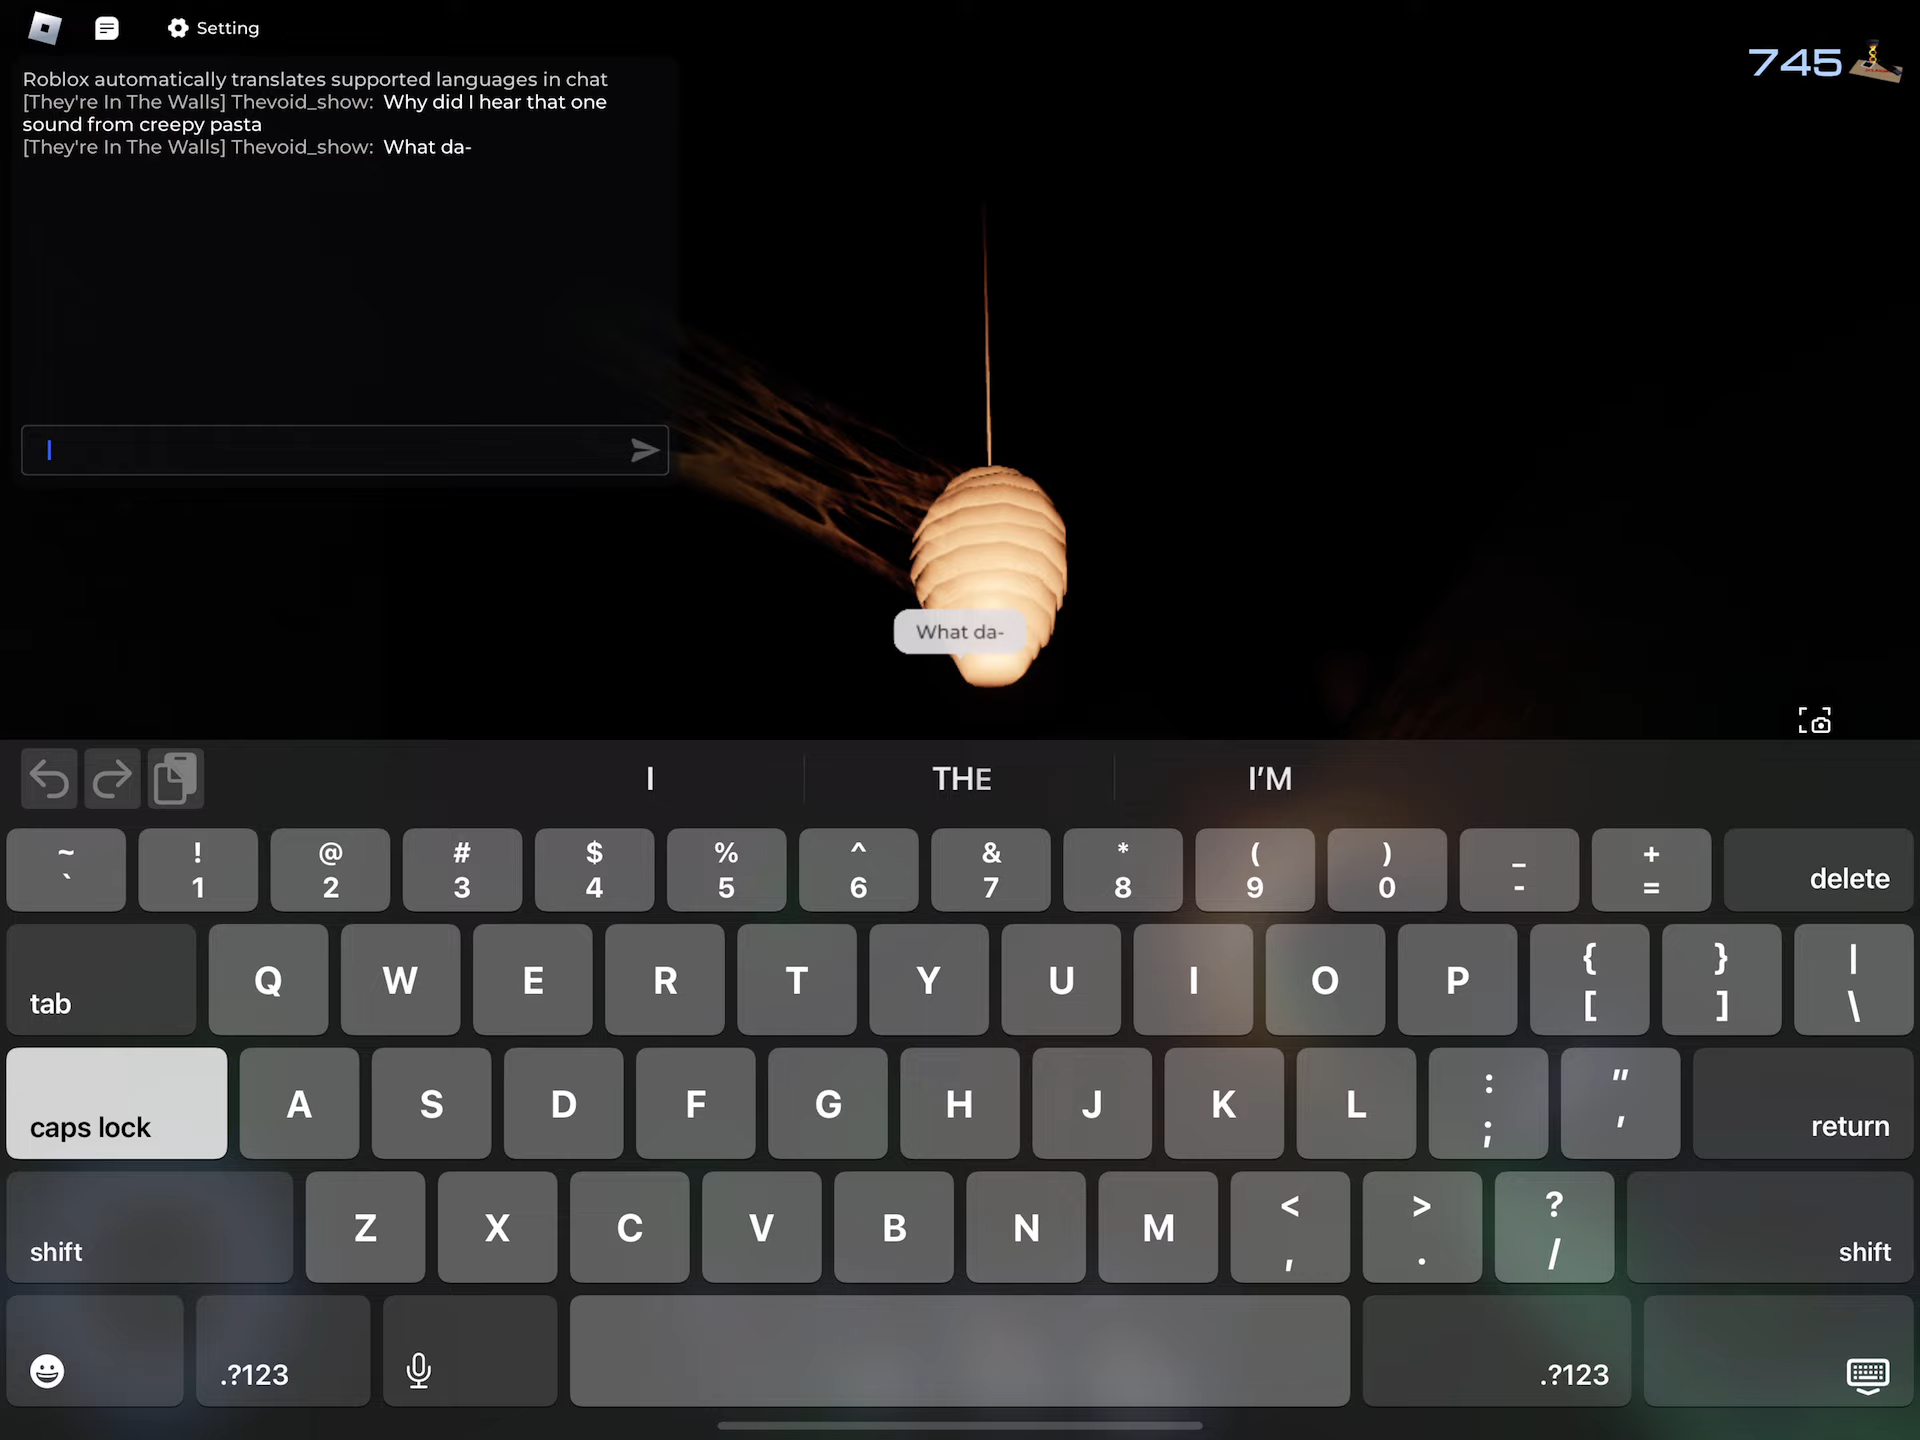 Setting
745
Roblox automatically translates supported languages in chat
[They're In The Walls] Thevoid_show: Why did I hear that one
sound from creepy pasta
[They're In The Walls] Thevoid_show: What da-
What da-
I THE I'M
~ ` ! 1 @ 2 # 3 $ 4 % 5 ^ 6 & 7 * 8 ( 9 ) 0 _ - + = delete
tab Q W E R T Y U I O P { [ } ] | \
caps lock A S D F G H J K L : ; " ' return
shift Z X C V B N M < , > . ? / shift
.?123 .?123